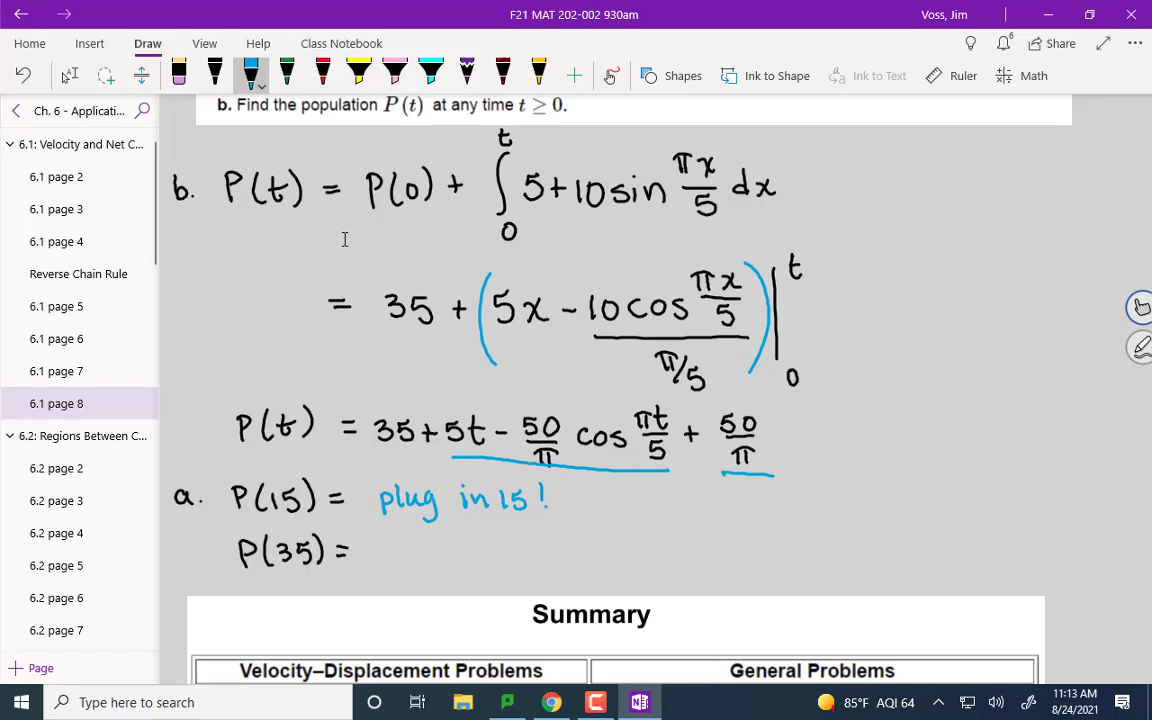 F21 MAT 202-002 930am
Voss, Jim
Home Insert Draw View Help Class Notebook
Share
Shapes Ink to Shape Ink to Text Ruler Math
Ch. 6 - Applicati...
6.1: Velocity and Net C...
6.1 page 2
6.1 page 3
6.1 page 4
Reverse Chain Rule
6.1 page 5
6.1 page 6
6.1 page 7
6.1 page 8
6.2: Regions Between C...
6.2 page 2
6.2 page 3
6.2 page 4
6.2 page 5
6.2 page 6
6.2 page 7
Page
b. Find the population P(t) at any time t ≥ 0.
b. P(t) = P(0) + ∫₀ᵗ 5+10 sin πx/5 dx
= 35 + (5x - 10 cos πx/5 / π/5) |₀ᵗ
P(t) = 35+5t - 50/π cos πt/5 + 50/π
a. P(15) = plug in 15!
P(35) =
Summary
Velocity–Displacement Problems General Problems
Type here to search
85°F AQI 64
11:13 AM
8/24/2021
6